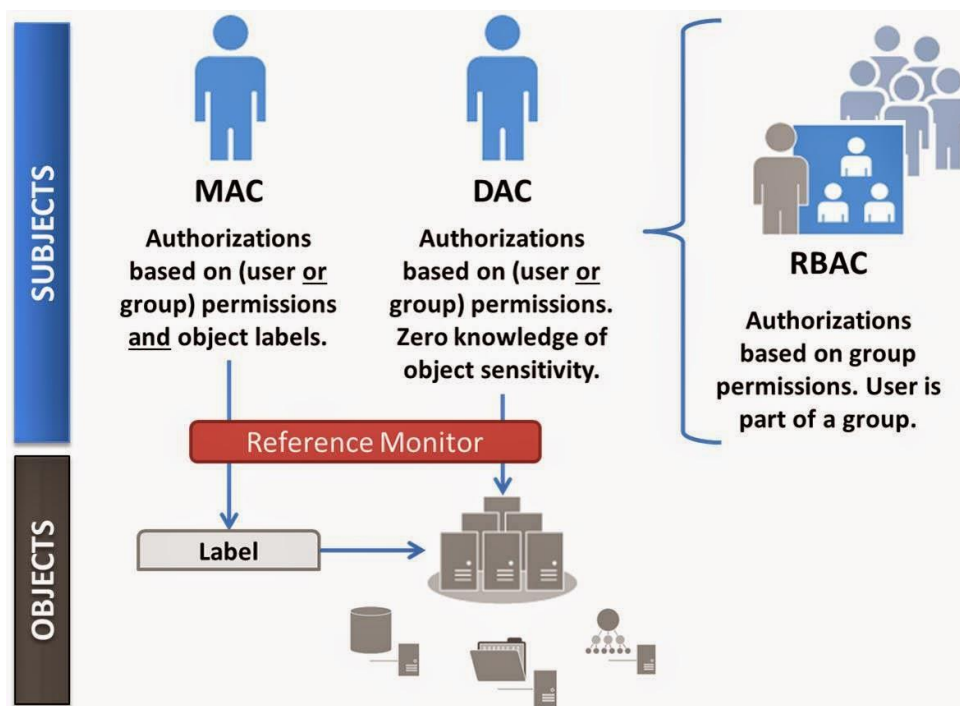 SUBJECTS
MAC
Authorizations
based on (user or
group) permissions
and object labels.
DAC
Authorizations
based on (user or
group) permissions.
Zero knowledge of
object sensitivity.
RBAC
Authorizations
based on group
permissions. User is
part of a group.
Reference Monitor
OBJECTS
Label